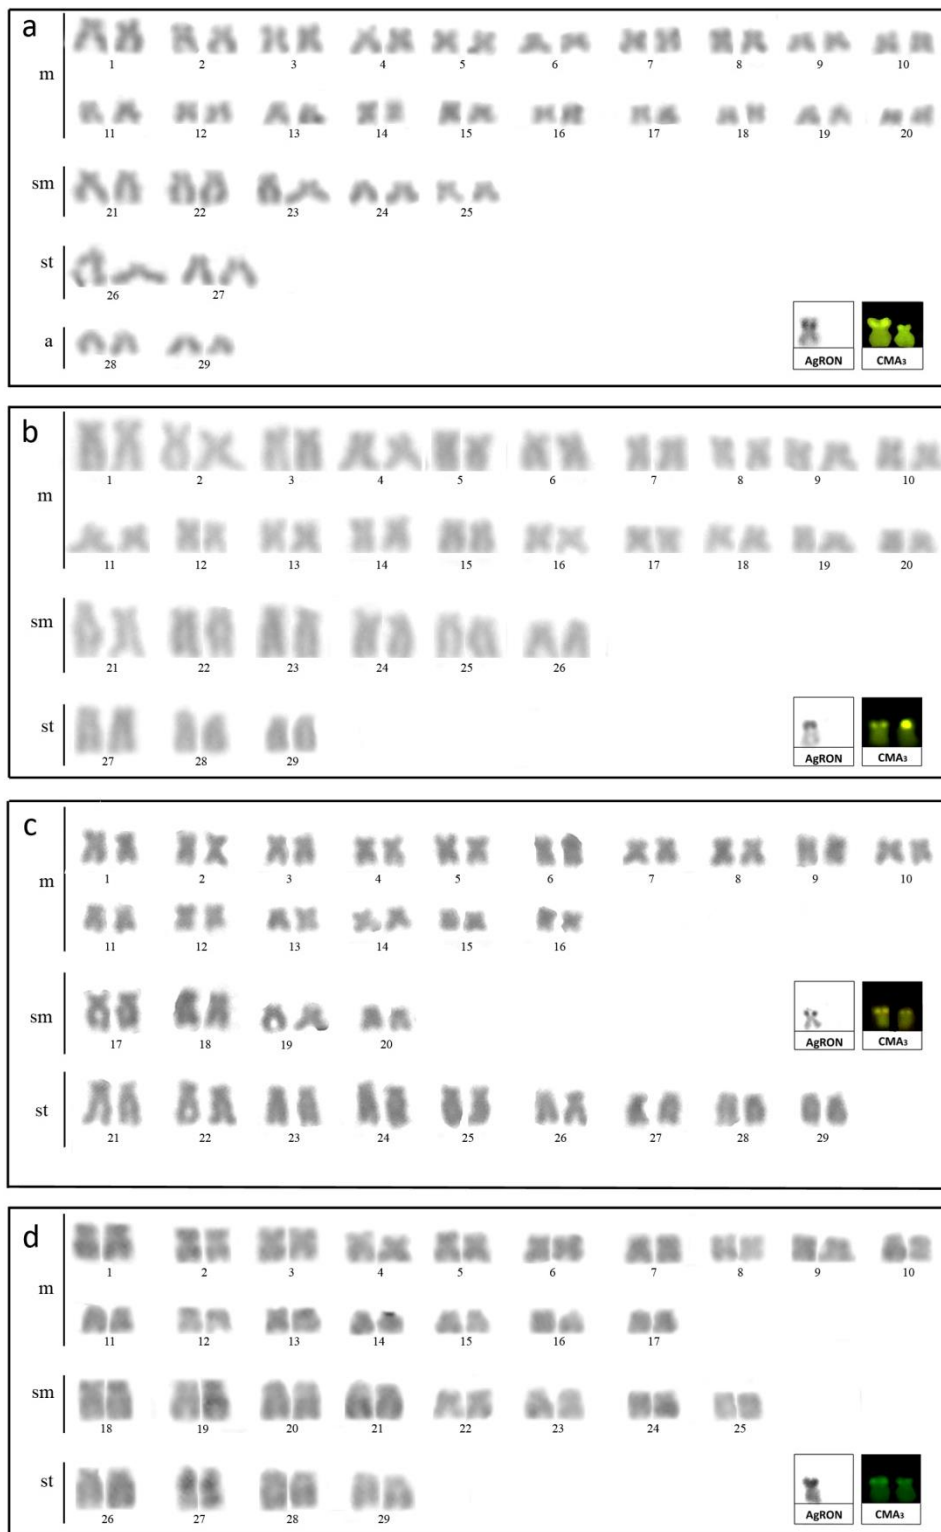 a
m
1 2 3 4 5 6 7 8 9 10
11 12 13 14 15 16 17 18 19 20
sm
21 22 23 24 25
st
26 27
a
28 29
AgRON CMA₃
b
m
1 2 3 4 5 6 7 8 9 10
11 12 13 14 15 16 17 18 19 20
sm
21 22 23 24 25 26
st
27 28 29
AgRON CMA₃
c
m
1 2 3 4 5 6 7 8 9 10
11 12 13 14 15 16
sm
17 18 19 20
AgRON CMA₃
st
21 22 23 24 25 26 27 28 29
d
m
1 2 3 4 5 6 7 8 9 10
11 12 13 14 15 16 17
sm
18 19 20 21 22 23 24 25
st
26 27 28 29
AgRON CMA₃